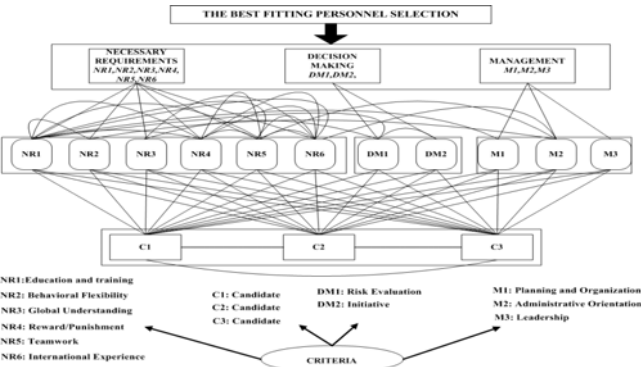 THE BEST FITTING PERSONNEL SELECTION
NECESSARY
REQUIREMENTS
NR1,NR2,NR3,NR4,
NR5,NR6
DECISION
MAKING
DM1,DM2,
MANAGEMENT
M1,M2,M3
NR1 NR2 NR3 NR4 NR5 NR6 DM1 DM2 M1 M2 M3
C1 C2 C3
NR1:Education and training
NR2: Behavioral Flexibility
NR3: Global Understanding
NR4: Reward/Punishment
NR5: Teamwork
NR6: International Experience
C1: Candidate
C2: Candidate
C3: Candidate
DM1: Risk Evaluation
DM2: Initiative
M1: Planning and Organization
M2: Administrative Orientation
M3: Leadership
CRITERIA